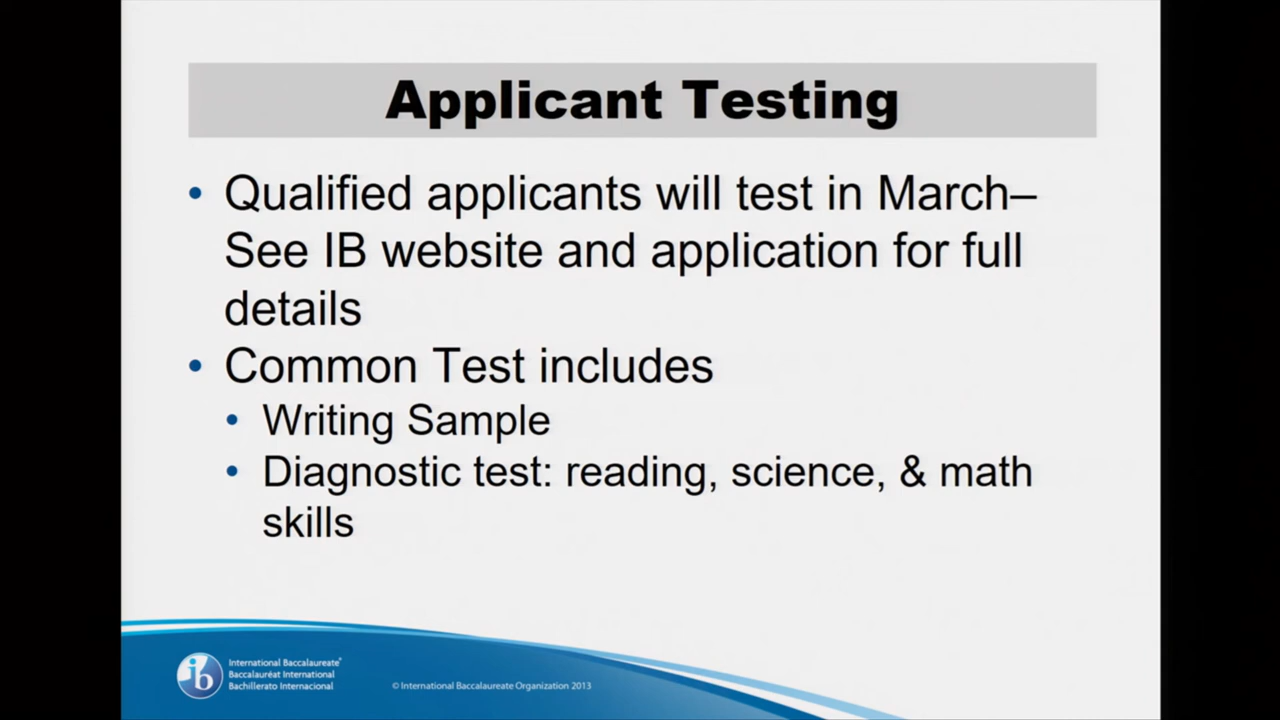 Applicant Testing
• Qualified applicants will test in March–
See IB website and application for full
details
• Common Test includes
• Writing Sample
• Diagnostic test: reading, science, & math
skills
ib
International Baccalaureate®
Baccalauréat International
Bachillerato Internacional
© International Baccalaureate Organization 2013